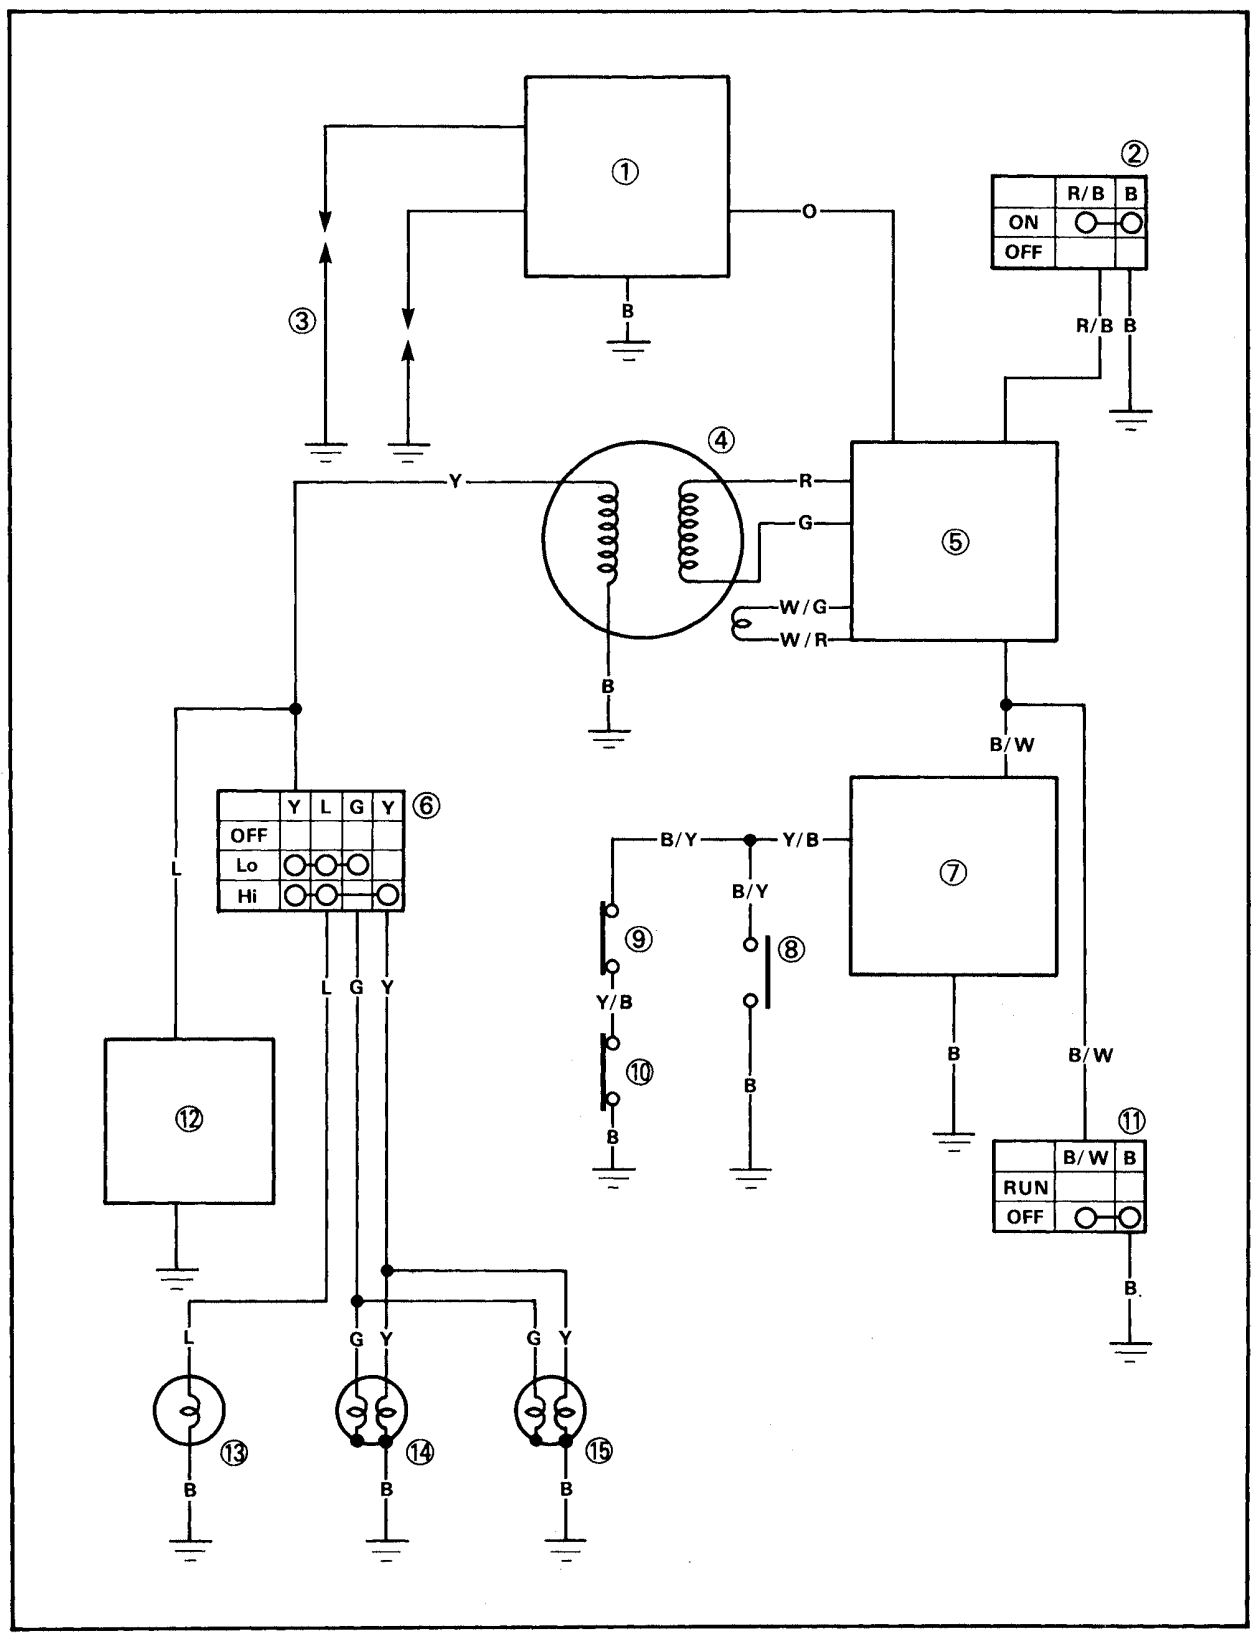 ①
②
R/B B
ON
OFF
O
B
③
R/B B
④
Y
R
G
⑤
W/G
W/R
B
B/W
Y L G Y
⑥
OFF
Lo
Hi
B/Y
Y/B
L
⑦
B/Y
⑨
⑧
L G Y
Y/B
B
B/W
⑩
B
⑫
⑪
B
B/W B
RUN
OFF
B
L
G Y
G Y
⑬
⑭
⑮
B
B
B